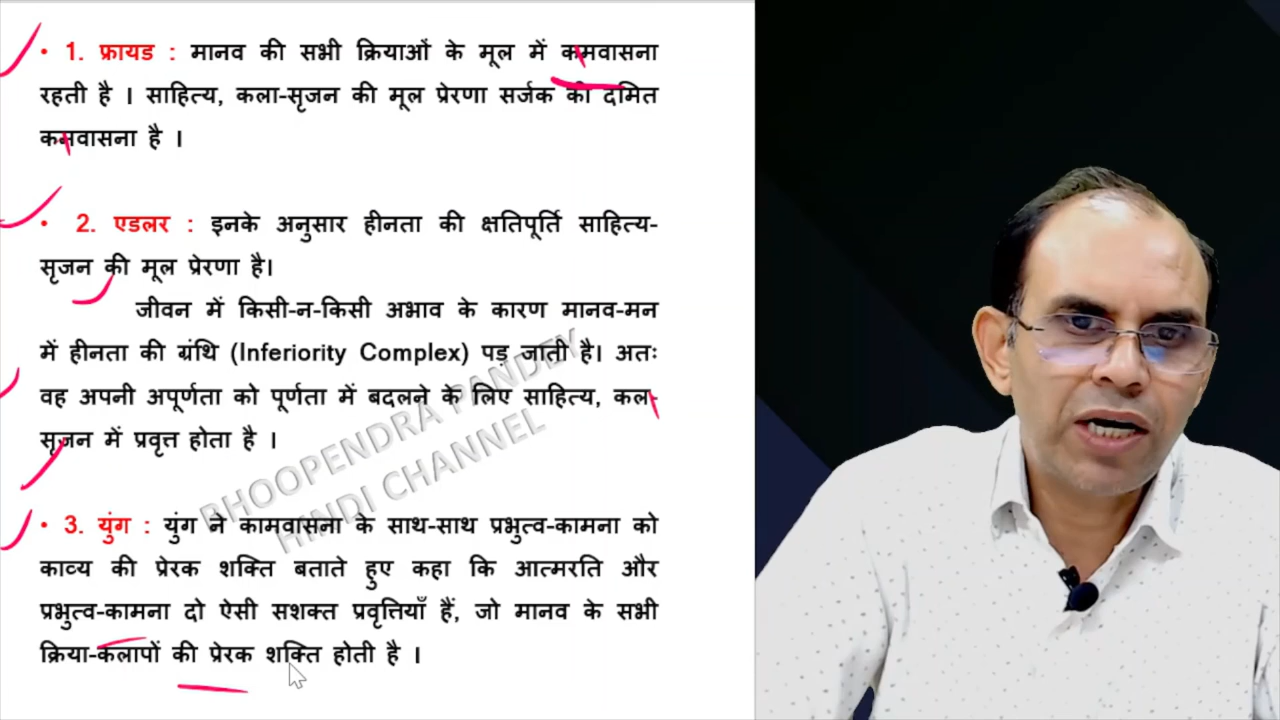 • 1. फ्रायड : मानव की सभी क्रियाओं के मूल में कमवासना
रहती है । साहित्य, कला-सृजन की मूल प्रेरणा सर्जक की दमित
कमवासना है ।
• 2. एडलर : इनके अनुसार हीनता की क्षतिपूर्ति साहित्य-
सृजन की मूल प्रेरणा है।
जीवन में किसी-न-किसी अभाव के कारण मानव-मन
में हीनता की ग्रंथि (Inferiority Complex) पड़ जाती है। अतः
वह अपनी अपूर्णता को पूर्णता में बदलने के लिए साहित्य, कल-
सृजन में प्रवृत्त होता है ।
• 3. युंग : युंग ने कामवासना के साथ-साथ प्रभुत्व-कामना को
काव्य की प्रेरक शक्ति बताते हुए कहा कि आत्मरति और
प्रभुत्व-कामना दो ऐसी सशक्त प्रवृत्तियाँ हैं, जो मानव के सभी
क्रिया-कलापों की प्रेरक शक्ति होती है ।
BHOOPENDRA PANDEY
HINDI CHANNEL